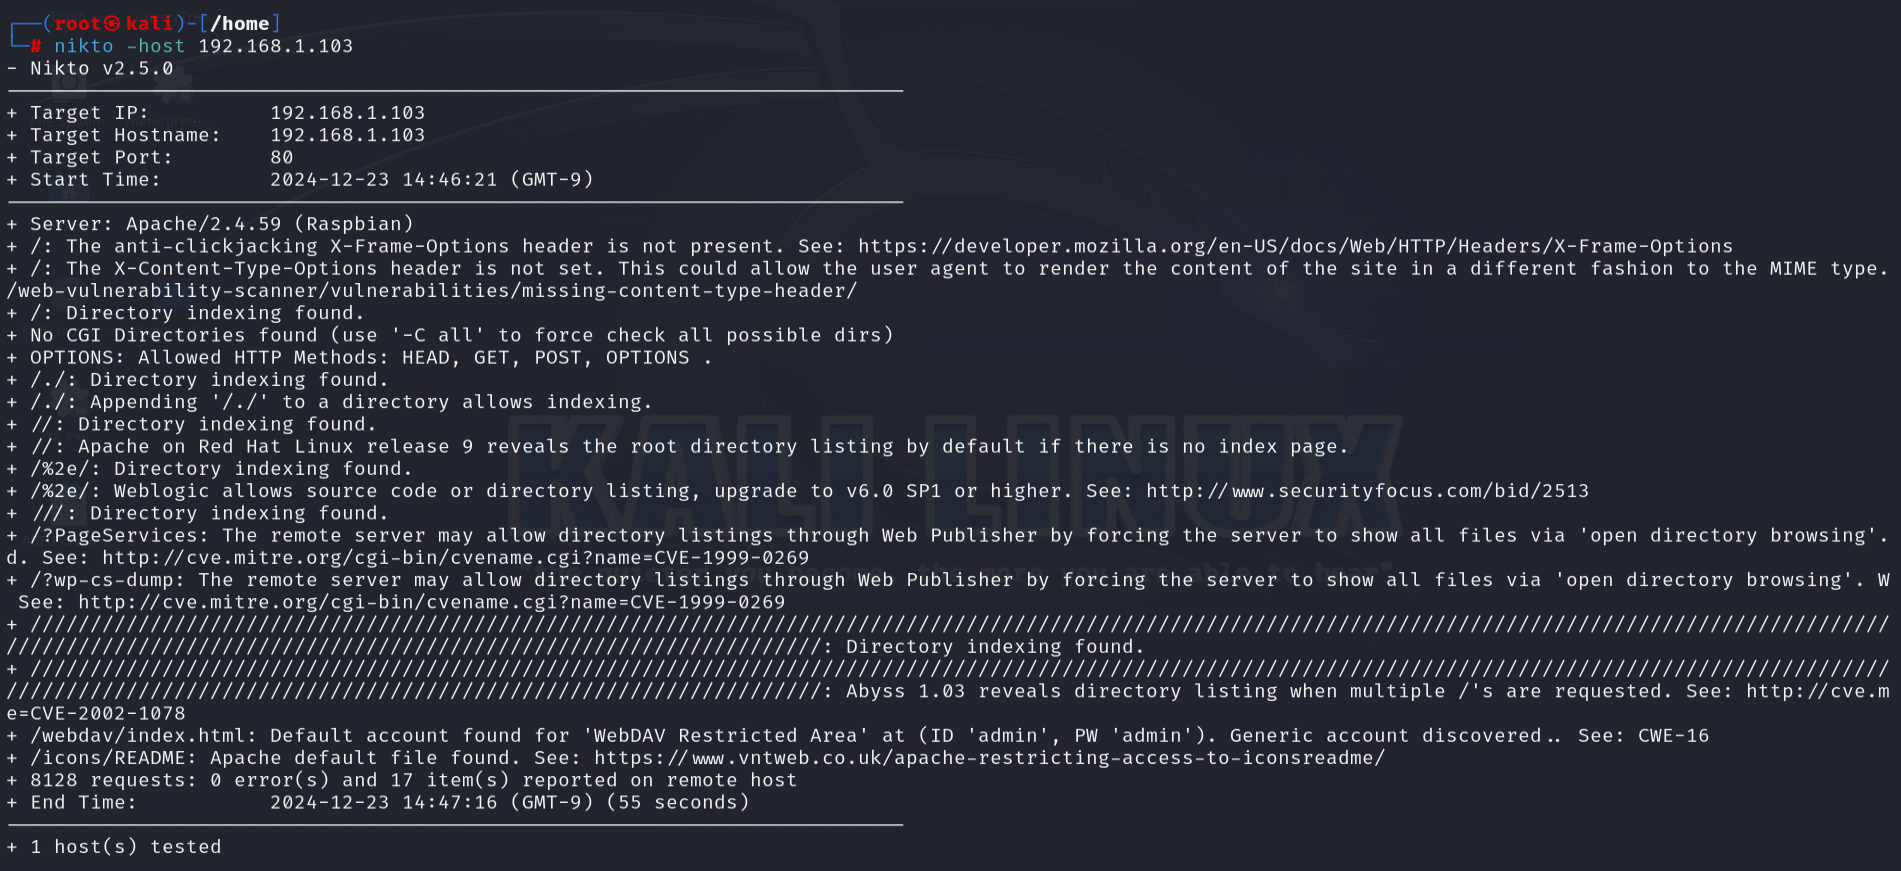 (root㉿kali)-[/home]
# nikto -host 192.168.1.103
- Nikto v2.5.0
+ Target IP: 192.168.1.103
+ Target Hostname: 192.168.1.103
+ Target Port: 80
+ Start Time: 2024-12-23 14:46:21 (GMT-9)
+ Server: Apache/2.4.59 (Raspbian)
+ /: The anti-clickjacking X-Frame-Options header is not present. See: https://developer.mozilla.org/en-US/docs/Web/HTTP/Headers/X-Frame-Options
+ /: The X-Content-Type-Options header is not set. This could allow the user agent to render the content of the site in a different fashion to the MIME type.
/web-vulnerability-scanner/vulnerabilities/missing-content-type-header/
+ /: Directory indexing found.
+ No CGI Directories found (use '-C all' to force check all possible dirs)
+ OPTIONS: Allowed HTTP Methods: HEAD, GET, POST, OPTIONS .
+ /./: Directory indexing found.
+ /./: Appending '/./' to a directory allows indexing.
+ //: Directory indexing found.
+ //: Apache on Red Hat Linux release 9 reveals the root directory listing by default if there is no index page.
+ /%2e/: Directory indexing found.
+ /%2e/: Weblogic allows source code or directory listing, upgrade to v6.0 SP1 or higher. See: http://www.securityfocus.com/bid/2513
+ ///: Directory indexing found.
+ /?PageServices: The remote server may allow directory listings through Web Publisher by forcing the server to show all files via 'open directory browsing'.
d. See: http://cve.mitre.org/cgi-bin/cvename.cgi?name=CVE-1999-0269
+ /?wp-cs-dump: The remote server may allow directory listings through Web Publisher by forcing the server to show all files via 'open directory browsing'. W
See: http://cve.mitre.org/cgi-bin/cvename.cgi?name=CVE-1999-0269
+ ///////////////////////////////////////////////////////////////////////////////////////////////////////////////////////////////////////////////////////////
////////////////////////////////////////////////////////////////////: Directory indexing found.
+ ///////////////////////////////////////////////////////////////////////////////////////////////////////////////////////////////////////////////////////////
////////////////////////////////////////////////////////////////////: Abyss 1.03 reveals directory listing when multiple /'s are requested. See: http://cve.m
e=CVE-2002-1078
+ /webdav/index.html: Default account found for 'WebDAV Restricted Area' at (ID 'admin', PW 'admin'). Generic account discovered.. See: CWE-16
+ /icons/README: Apache default file found. See: https://www.vntweb.co.uk/apache-restricting-access-to-iconsreadme/
+ 8128 requests: 0 error(s) and 17 item(s) reported on remote host
+ End Time: 2024-12-23 14:47:16 (GMT-9) (55 seconds)
+ 1 host(s) tested
KALI LINUX